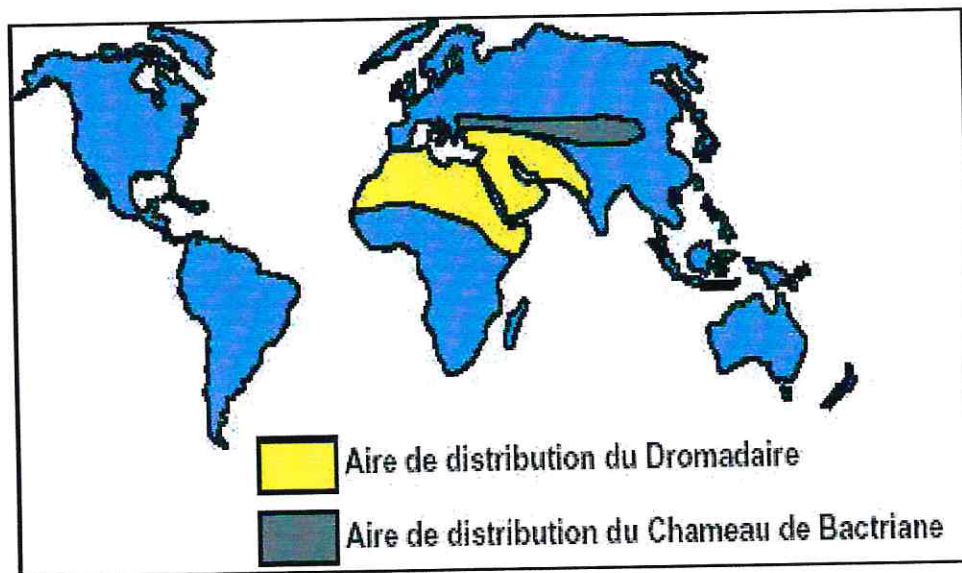 Aire de distribution du Dromadaire
Aire de distribution du Chameau de Bactriane